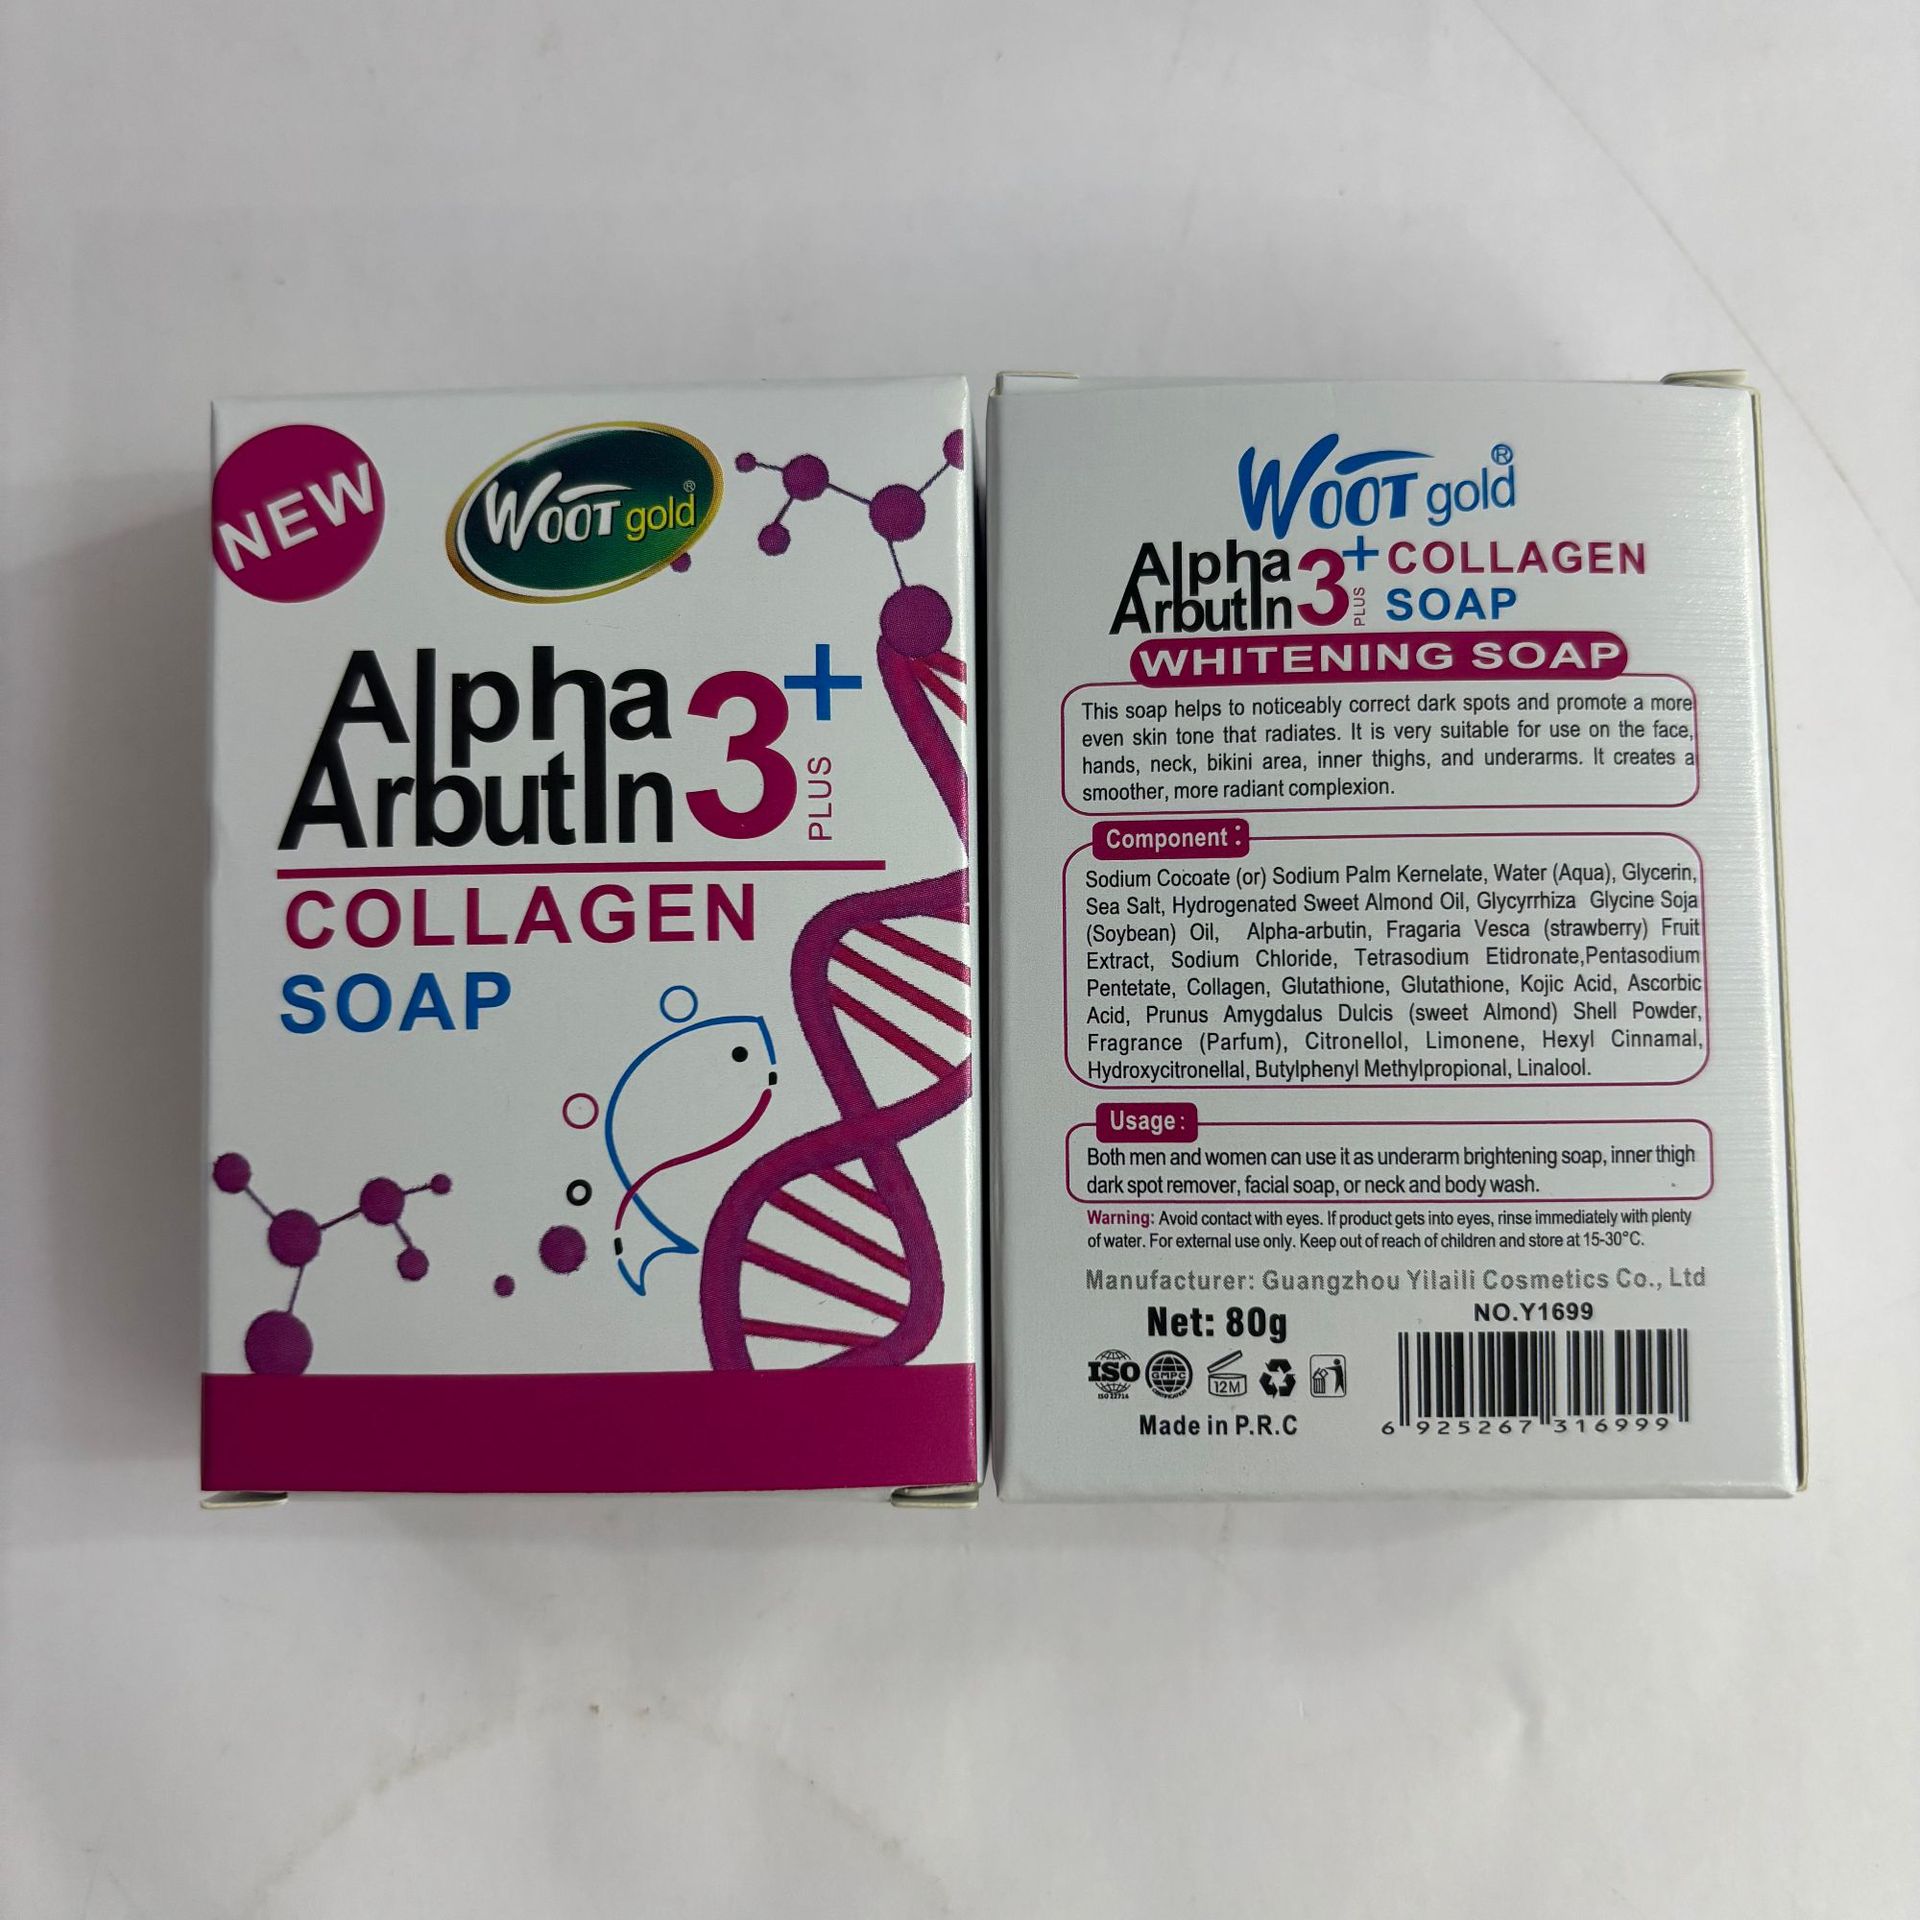 NEW
WOOT gold®
Alpha
ArbutIn 3+
PLUS
COLLAGEN
SOAP
WOOT gold®
Alpha
ArbutIn 3+
PLUS
COLLAGEN
SOAP
WHITENING SOAP
This soap helps to noticeably correct dark spots and promote a more
even skin tone that radiates. It is very suitable for use on the face,
hands, neck, bikini area, inner thighs, and underarms. It creates a
smoother, more radiant complexion.
Component:
Sodium Cocoate (or) Sodium Palm Kernelate, Water (Aqua), Glycerin,
Sea Salt, Hydrogenated Sweet Almond Oil, Glycyrrhiza Glycine Soja
(Soybean) Oil, Alpha-arbutin, Fragaria Vesca (strawberry) Fruit
Extract, Sodium Chloride, Tetrasodium Etidronate,Pentasodium
Pentetate, Collagen, Glutathione, Glutathione, Kojic Acid, Ascorbic
Acid, Prunus Amygdalus Dulcis (sweet Almond) Shell Powder,
Fragrance (Parfum), Citronellol, Limonene, Hexyl Cinnamal,
Hydroxycitronellal, Butylphenyl Methylpropional, Linalool.
Usage:
Both men and women can use it as underarm brightening soap, inner thigh
dark spot remover, facial soap, or neck and body wash.
Warning: Avoid contact with eyes. If product gets into eyes, rinse immediately with plenty
of water. For external use only. Keep out of reach of children and store at 15-30°C.
Manufacturer: Guangzhou Yilaili Cosmetics Co., Ltd
Net: 80g
NO.Y1699
ISO
ISO 22716
GMPC
12M
Made in P.R.C
6 925267 316999